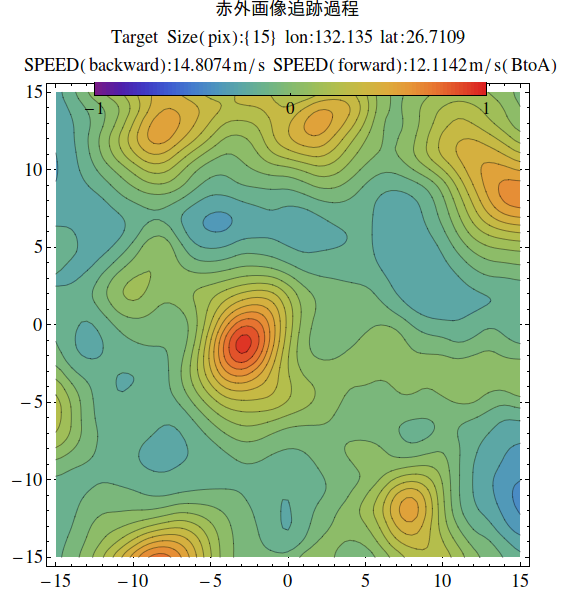 赤外画像追跡過程
Target Size(pix):{15} lon:132.135 lat:26.7109
SPEED(backward):14.8074m/s SPEED(forward):12.1142m/s(BtoA)
-1 0 1
15
10
5
0
-5
-10
-15
-15 -10 -5 0 5 10 15